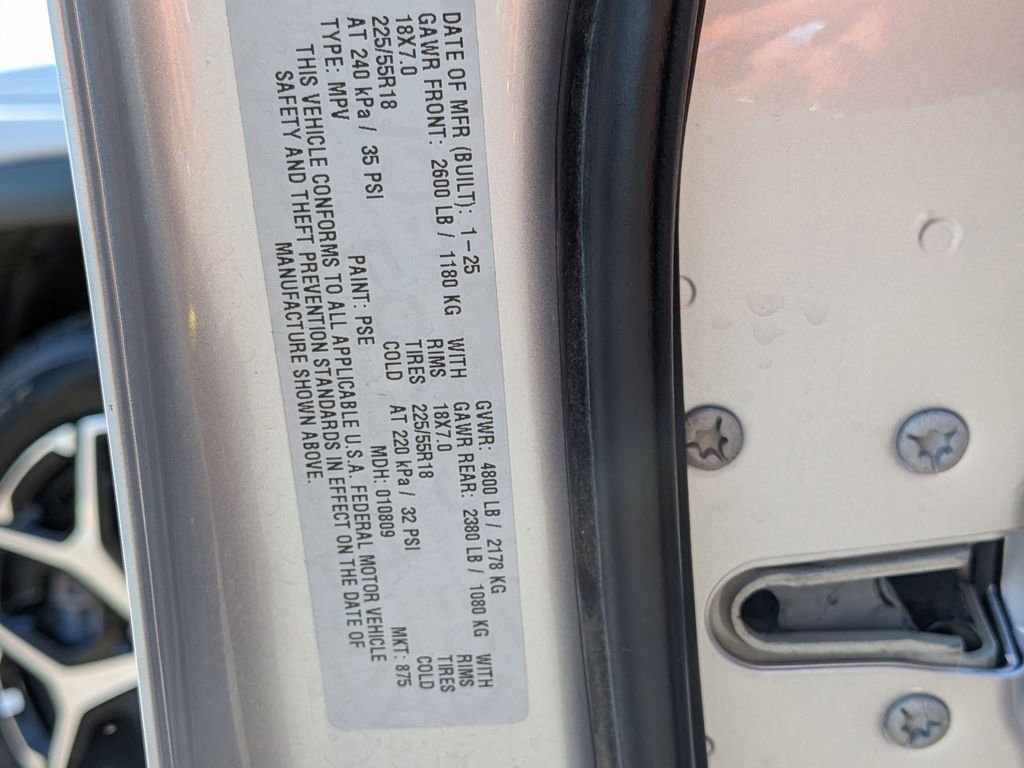 DATE OF MFR (BUILT): 1-25 GVWR: 4800 LB / 2178 KG
GAWR FRONT: 2600 LB / 1180 KG WITH GAWR REAR: 2380 LB / 1080 KG WITH
18X7.0 RIMS 18X7.0 RIMS
225/55R18 TIRES 225/55R18 TIRES
AT 240 kPa / 35 PSI COLD AT 220 kPa / 32 PSI COLD
TYPE: MPV PAINT: PSE MDH: 010809 MKT: 875
THIS VEHICLE CONFORMS TO ALL APPLICABLE U.S.A. FEDERAL MOTOR VEHICLE
SAFETY AND THEFT PREVENTION STANDARDS IN EFFECT ON THE DATE OF
MANUFACTURE SHOWN ABOVE.